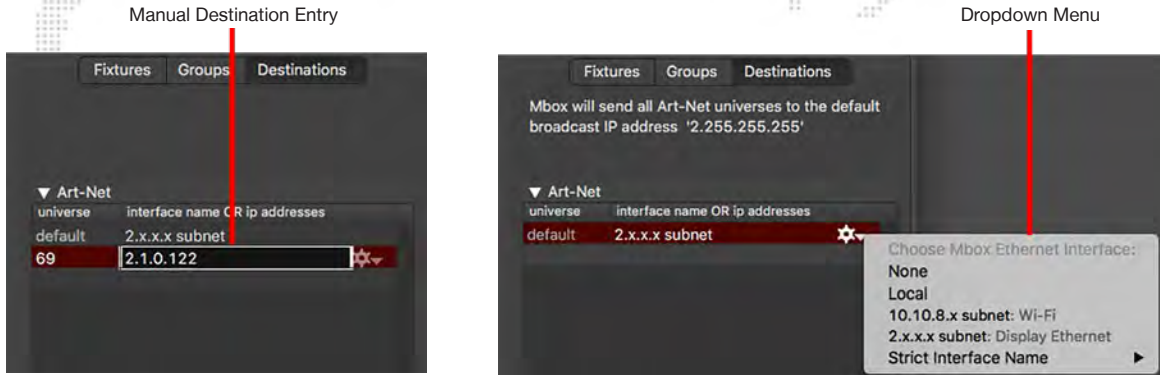 Manual Destination Entry
Fixtures Groups Destinations
▼ Art-Net
universe interface name OR ip addresses
default 2.x.x.x subnet
69 2.1.0.122
Dropdown Menu
Fixtures Groups Destinations
Mbox will send all Art-Net universes to the default
broadcast IP address '2.255.255.255'
▼ Art-Net
universe interface name OR ip addresses
default 2.x.x.x subnet
Choose Mbox Ethernet Interface:
None
Local
10.10.8.x subnet: Wi-Fi
2.x.x.x subnet: Display Ethernet
Strict Interface Name ▶